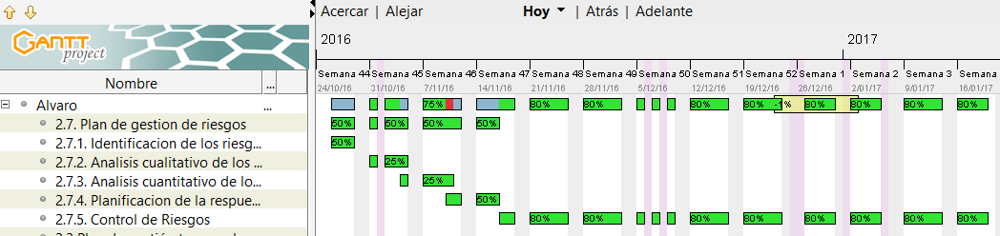 Acercar | Alejar Hoy | Atrás | Adelante
GANTT project
2016 2017
Nombre ...
Semana 44 Semana 45 Semana 46 Semana 47 Semana 48 Semana 49 Semana 50 Semana 51 Semana 52 Semana 1 Semana 2 Semana 3 Semana
24/10/16 31/10/16 7/11/16 14/11/16 21/11/16 28/11/16 5/12/16 12/12/16 19/12/16 26/12/16 2/01/17 9/01/17 16/01/17
Alvaro ... 75% 80% 80% 80% 80% -1% 80% 80% 80% 80%
2.7. Plan de gestion de riesgos 50% 50% 50% 50%
2.7.1. Identificacion de los riesg... 50%
2.7.2. Analisis cualitativo de los ... 25%
2.7.3. Analisis cuantitativo de lo... 25%
2.7.4. Planificacion de la respue... 50%
2.7.5. Control de Riesgos 80% 80% 80% 80% 80% 80% 80% 80%